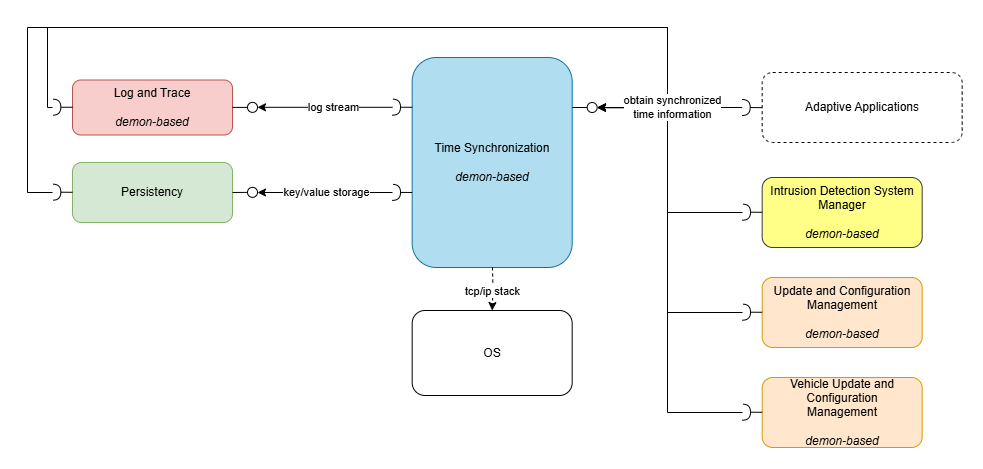 Log and Trace
demon-based
log stream
Persistency
key/value storage
Time Synchronization
demon-based
tcp/ip stack
OS
obtain synchronized
time information
Adaptive Applications
Intrusion Detection System
Manager
demon-based
Update and Configuration
Management
demon-based
Vehicle Update and
Configuration
Management
demon-based